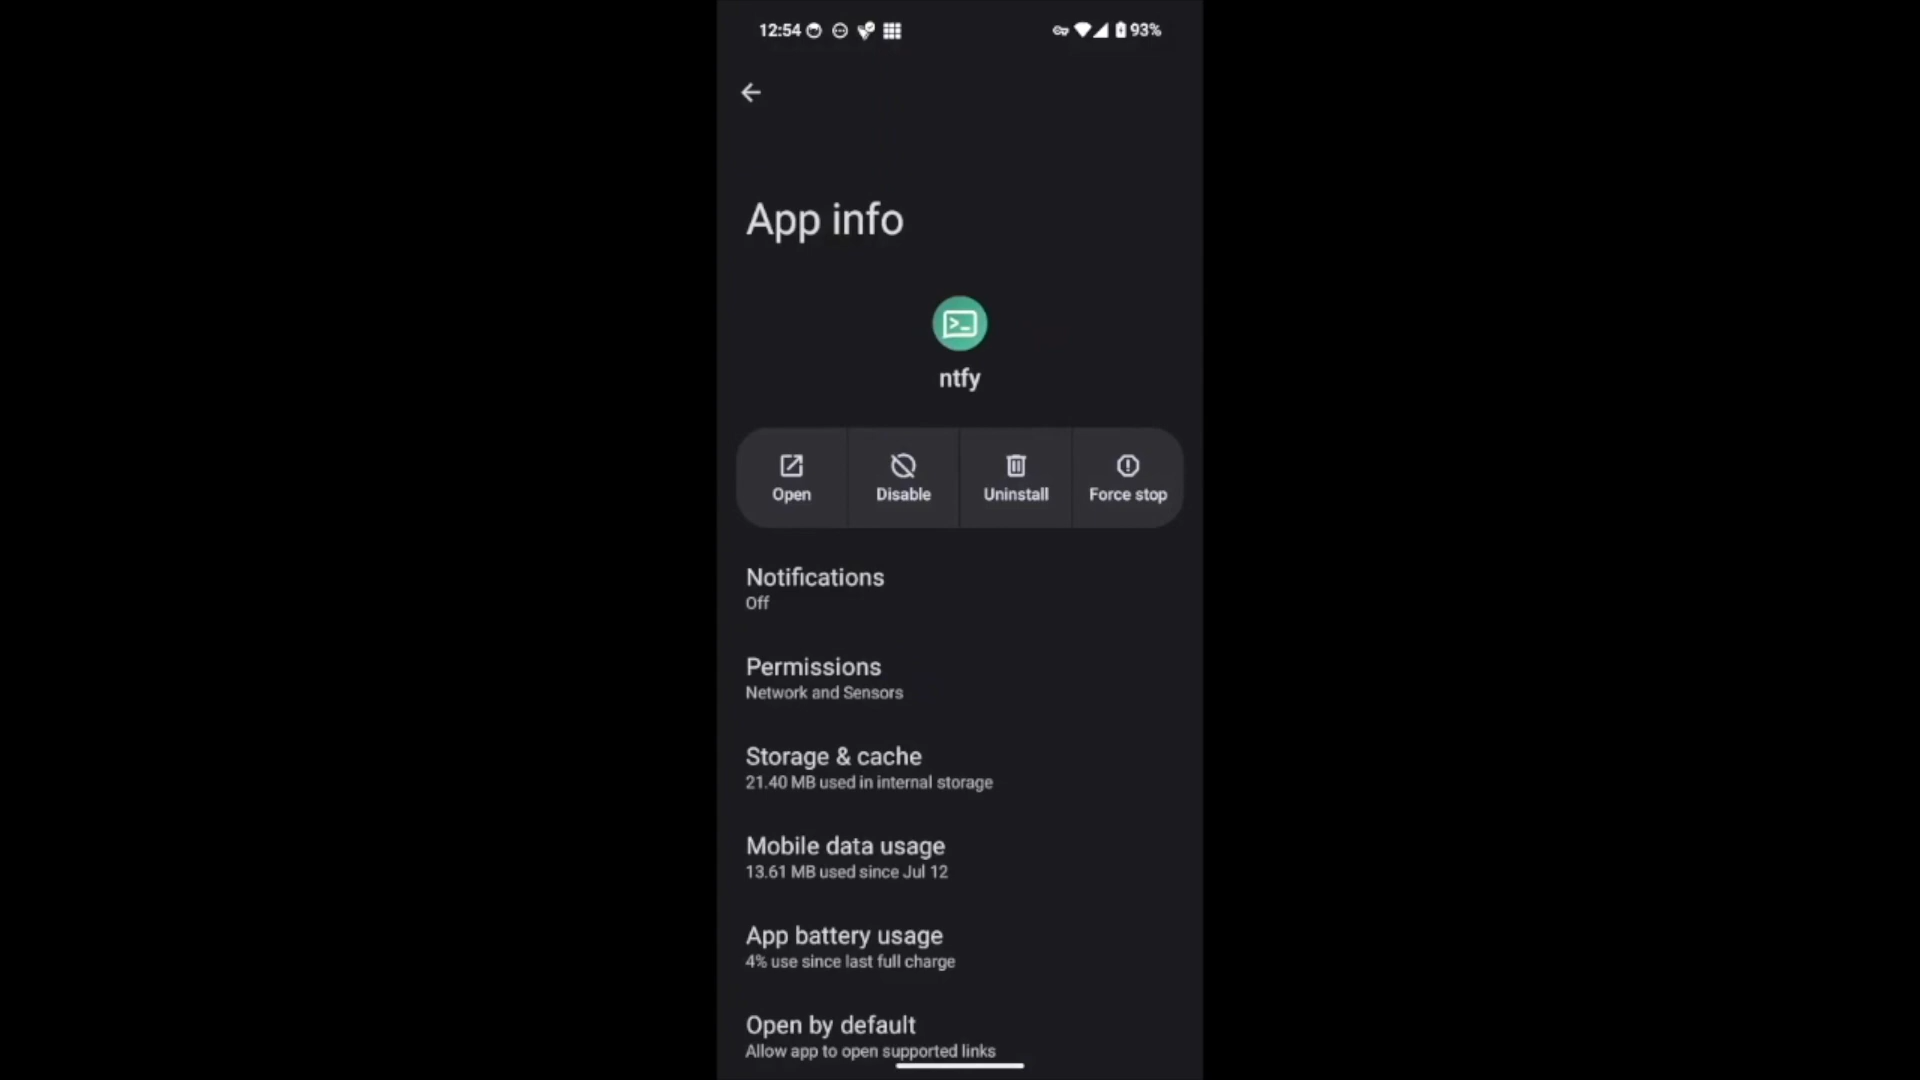 12:54
93%
App info
ntfy
Open
Disable
Uninstall
Force stop
Notifications
Off
Permissions
Network and Sensors
Storage & cache
21.40 MB used in internal storage
Mobile data usage
13.61 MB used since Jul 12
App battery usage
4% use since last full charge
Open by default
Allow app to open supported links